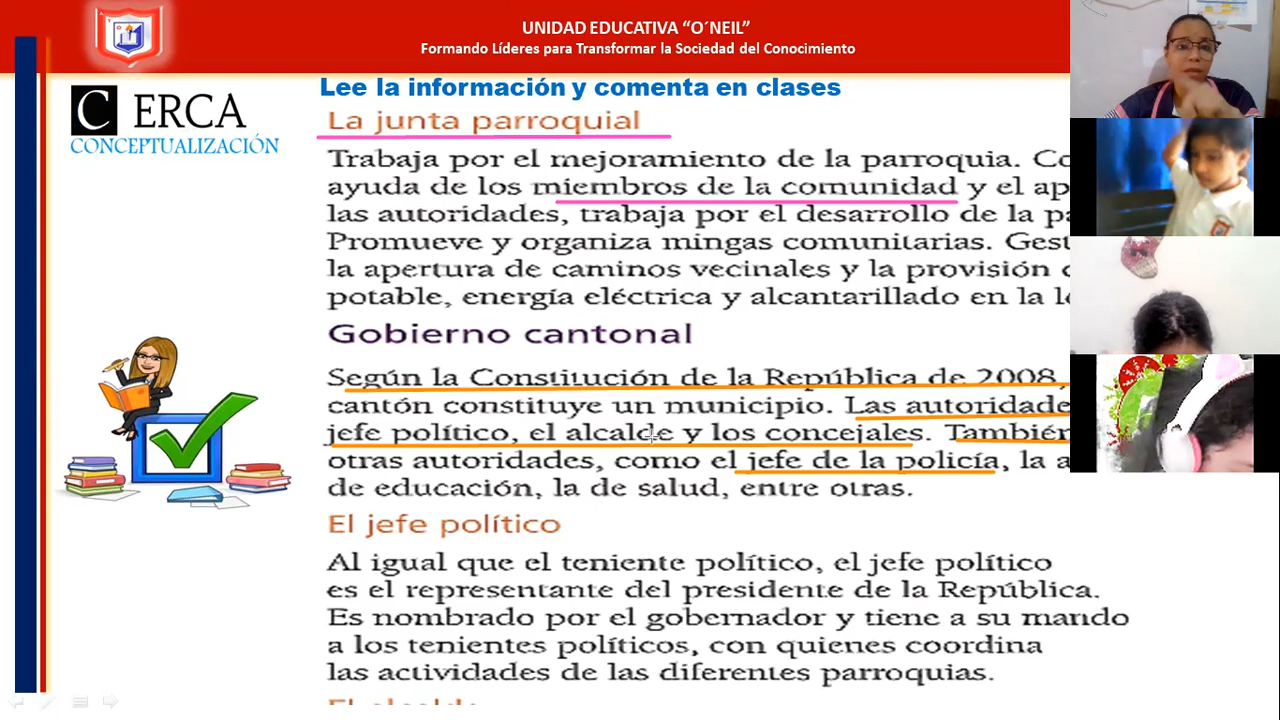 UNIDAD EDUCATIVA “O´NEIL”
Formando Líderes para Transformar la Sociedad del Conocimiento
Lee la información y comenta en clases
C ERCA
CONCEPTUALIZACIÓN
La junta parroquial
Trabaja por el mejoramiento de la parroquia. Co
ayuda de los miembros de la comunidad y el ap
las autoridades, trabaja por el desarrollo de la pa
Promueve y organiza mingas comunitarias. Gest
la apertura de caminos vecinales y la provisión
potable, energía eléctrica y alcantarillado en la lo
Gobierno cantonal
Según la Constitución de la República de 2008,
cantón constituye un municipio. Las autoridade
jefe político, el alcalde y los concejales. También
otras autoridades, como el jefe de la policía, la a
de educación, la de salud, entre otras.
El jefe político
Al igual que el teniente político, el jefe político
es el representante del presidente de la República.
Es nombrado por el gobernador y tiene a su mando
a los tenientes políticos, con quienes coordina
las actividades de las diferentes parroquias.
El alcalde